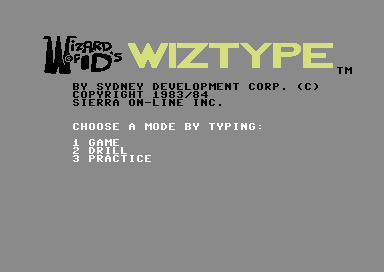 WIZARD OF ID'S WIZTYPE TM
BY SYDNEY DEVELOPMENT CORP. (C)
COPYRIGHT 1983/84
SIERRA ON-LINE INC.
CHOOSE A MODE BY TYPING:
1 GAME
2 DRILL
3 PRACTICE